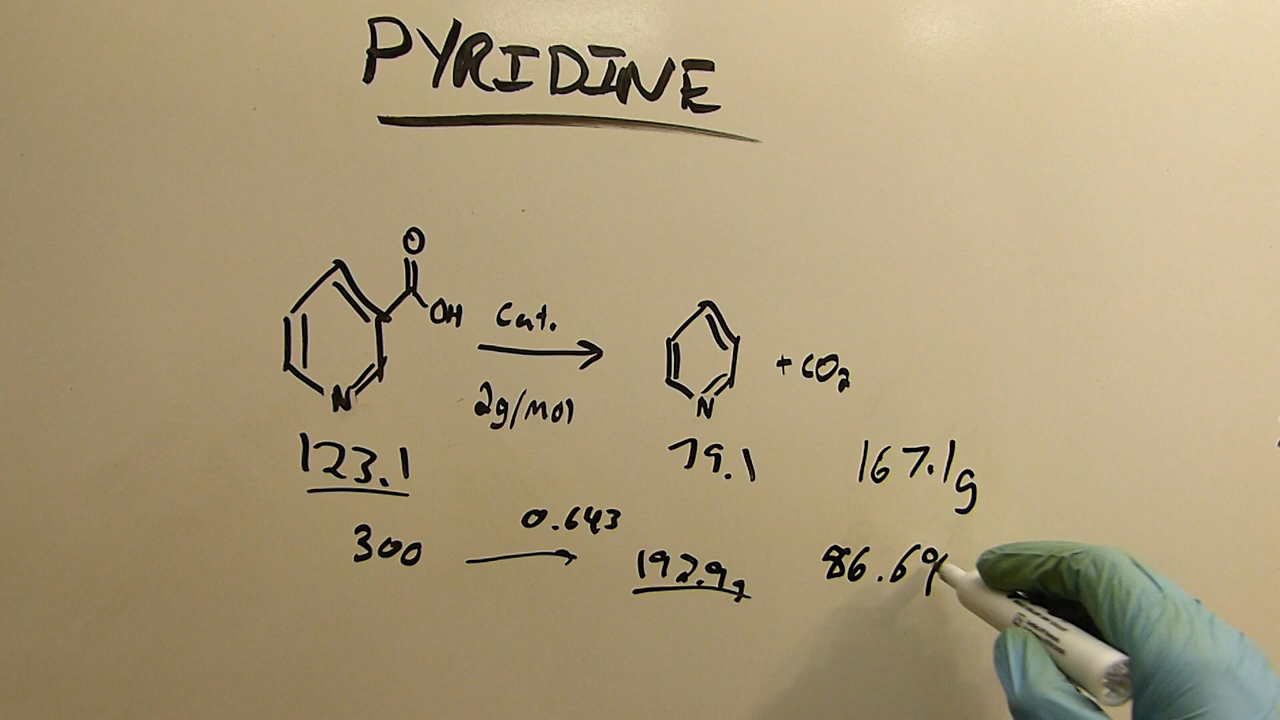 PYRIDINE
O
OH
N
Cat.
2g/mol
N
+ CO2
123.1
79.1
167.1g
300
0.643
192.9g
86.6%